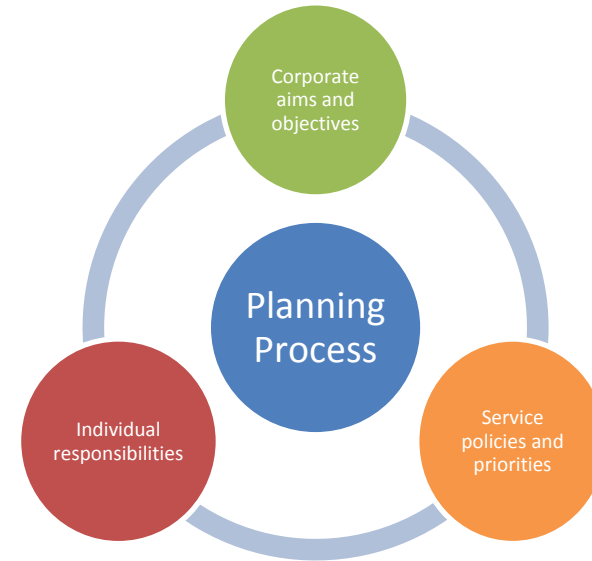 Corporate
aims and
objectives
Planning
Process
Individual
responsibilities
Service
policies and
priorities